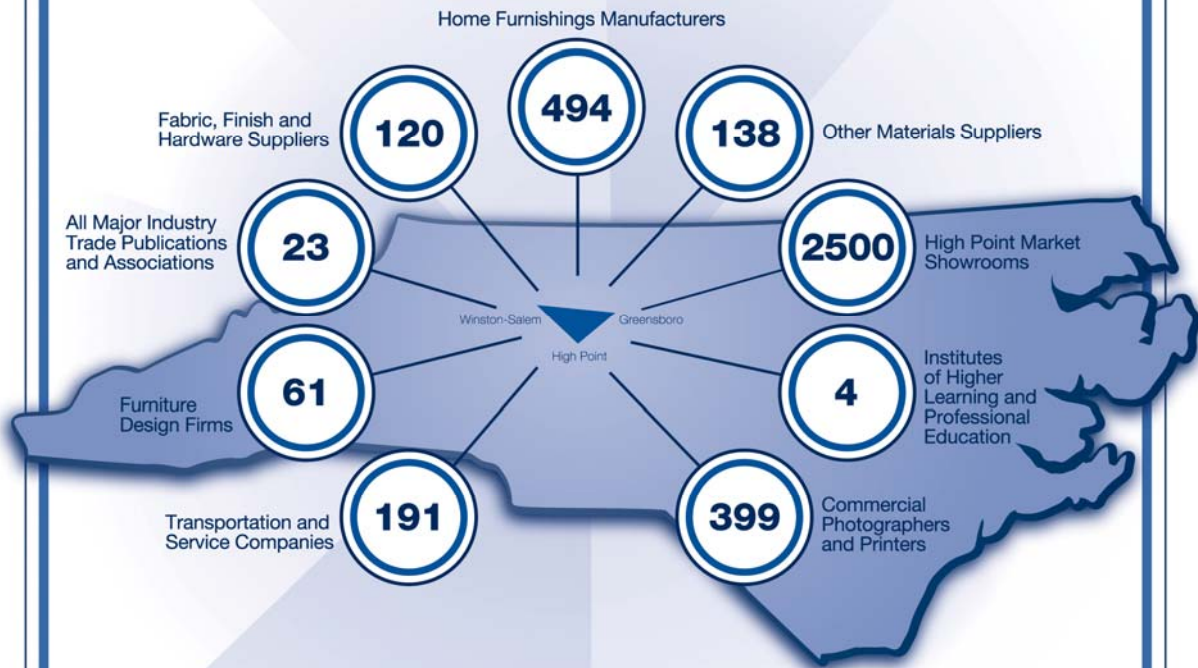 Home Furnishings Manufacturers
494
Fabric, Finish and
Hardware Suppliers
120
138
Other Materials Suppliers
All Major Industry
Trade Publications
and Associations
23
2500
High Point Market
Showrooms
Winston-Salem
Greensboro
High Point
Furniture
Design Firms
61
4
Institutes
of Higher
Learning and
Professional
Education
Transportation and
Service Companies
191
399
Commercial
Photographers
and Printers